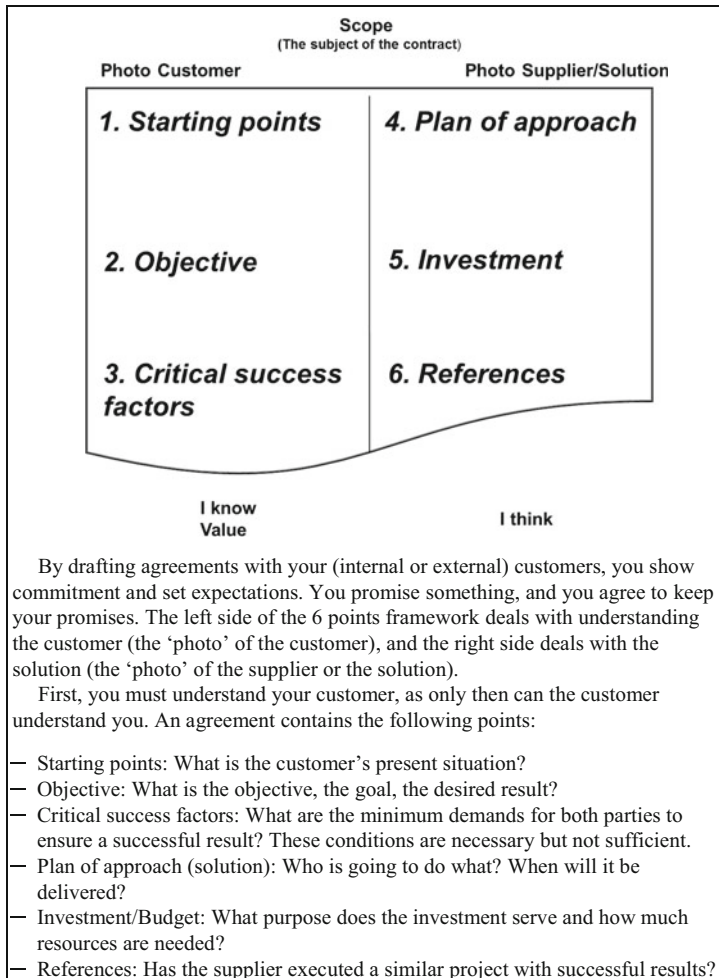 Scope
(The subject of the contract)
Photo Customer
Photo Supplier/Solution
1. Starting points
2. Objective
3. Critical success
factors
4. Plan of approach
5. Investment
6. References
I know
Value
I think
By drafting agreements with your (internal or external) customers, you show
commitment and set expectations. You promise something, and you agree to keep
your promises. The left side of the 6 points framework deals with understanding
the customer (the ‘photo’ of the customer), and the right side deals with the
solution (the ‘photo’ of the supplier or the solution).
First, you must understand your customer, as only then can the customer
understand you. An agreement contains the following points:
— Starting points: What is the customer’s present situation?
— Objective: What is the objective, the goal, the desired result?
— Critical success factors: What are the minimum demands for both parties to
ensure a successful result? These conditions are necessary but not sufficient.
— Plan of approach (solution): Who is going to do what? When will it be
delivered?
— Investment/Budget: What purpose does the investment serve and how much
resources are needed?
— References: Has the supplier executed a similar project with successful results?